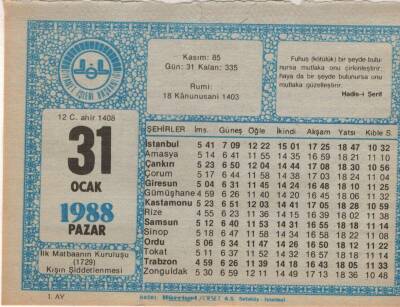 Kasım: 85
Gün: 31 Kalan: 335
Rumi:
18 Kânunusani 1403
Fuhuş (kötülük) bir şeyde bulu-
nursa mutlaka onu çirkinleştirir;
haya da bir şeyde bulunursa onu
mutlaka güzelleştirir.
Hadis-i Şerif
12 C. ahir 1408
31
OCAK
1988
PAZAR
İlk Matbaanın Kuruluşu
(1729)
Kışın Şiddetlenmesi
1. AY
ŞEHİRLER İms. Güneş Öğle İkindi Akşam Yatsı Kıble S.
İstanbul 5 41 7 09 12 22 15 01 17 25 18 47 10 32
Amasya 5 14 6 41 11 55 14 35 16 59 18 21 11 10
Çankırı 5 23 6 50 12 04 14 44 17 08 18 30 10 56
Çorum 5 17 6 44 11 58 14 38 17 03 18 24 11 04
Giresun 5 04 6 31 11 45 14 24 16 48 18 10 11 25
Gümüşhane 4 59 6 26 11 40 14 20 16 45 18 06 11 32
Kastamonu 5 23 6 51 12 03 14 41 17 05 18 28 10 59
Rize 4 55 6 23 11 36 14 15 16 39 18 02 11 38
Samsun 5 12 6 40 11 53 14 31 16 55 18 18 11 14
Sinop 5 18 6 47 11 58 14 34 16 58 18 21 11 08
Ordu 5 06 6 34 11 47 14 26 16 50 18 12 11 22
Tokat 5 11 6 37 11 52 14 32 16 57 18 18 11 14
Trabzon 4 59 6 26 11 39 14 18 16 43 18 05 11 33
Zonguldak 5 30 6 59 12 11 14 48 17 13 18 36 10 48
Hürriyet